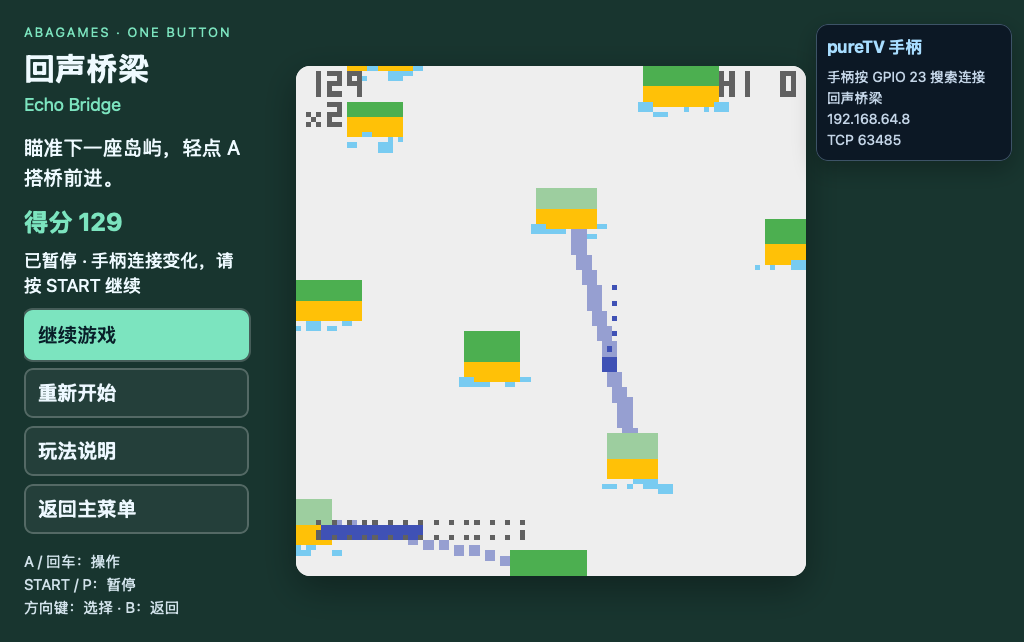 ABAGAMES · ONE BUTTON
回声桥梁
Echo Bridge
瞄准下一座岛屿，轻点 A
搭桥前进。
得分 129
已暂停 · 手柄连接变化，请
按 START 继续
继续游戏
重新开始
玩法说明
返回主菜单
A / 回车：操作
START / P：暂停
方向键：选择 · B：返回
129
x2
HI 0
pureTV 手柄
手柄按 GPIO 23 搜索连接
回声桥梁
192.168.64.8
TCP 63485